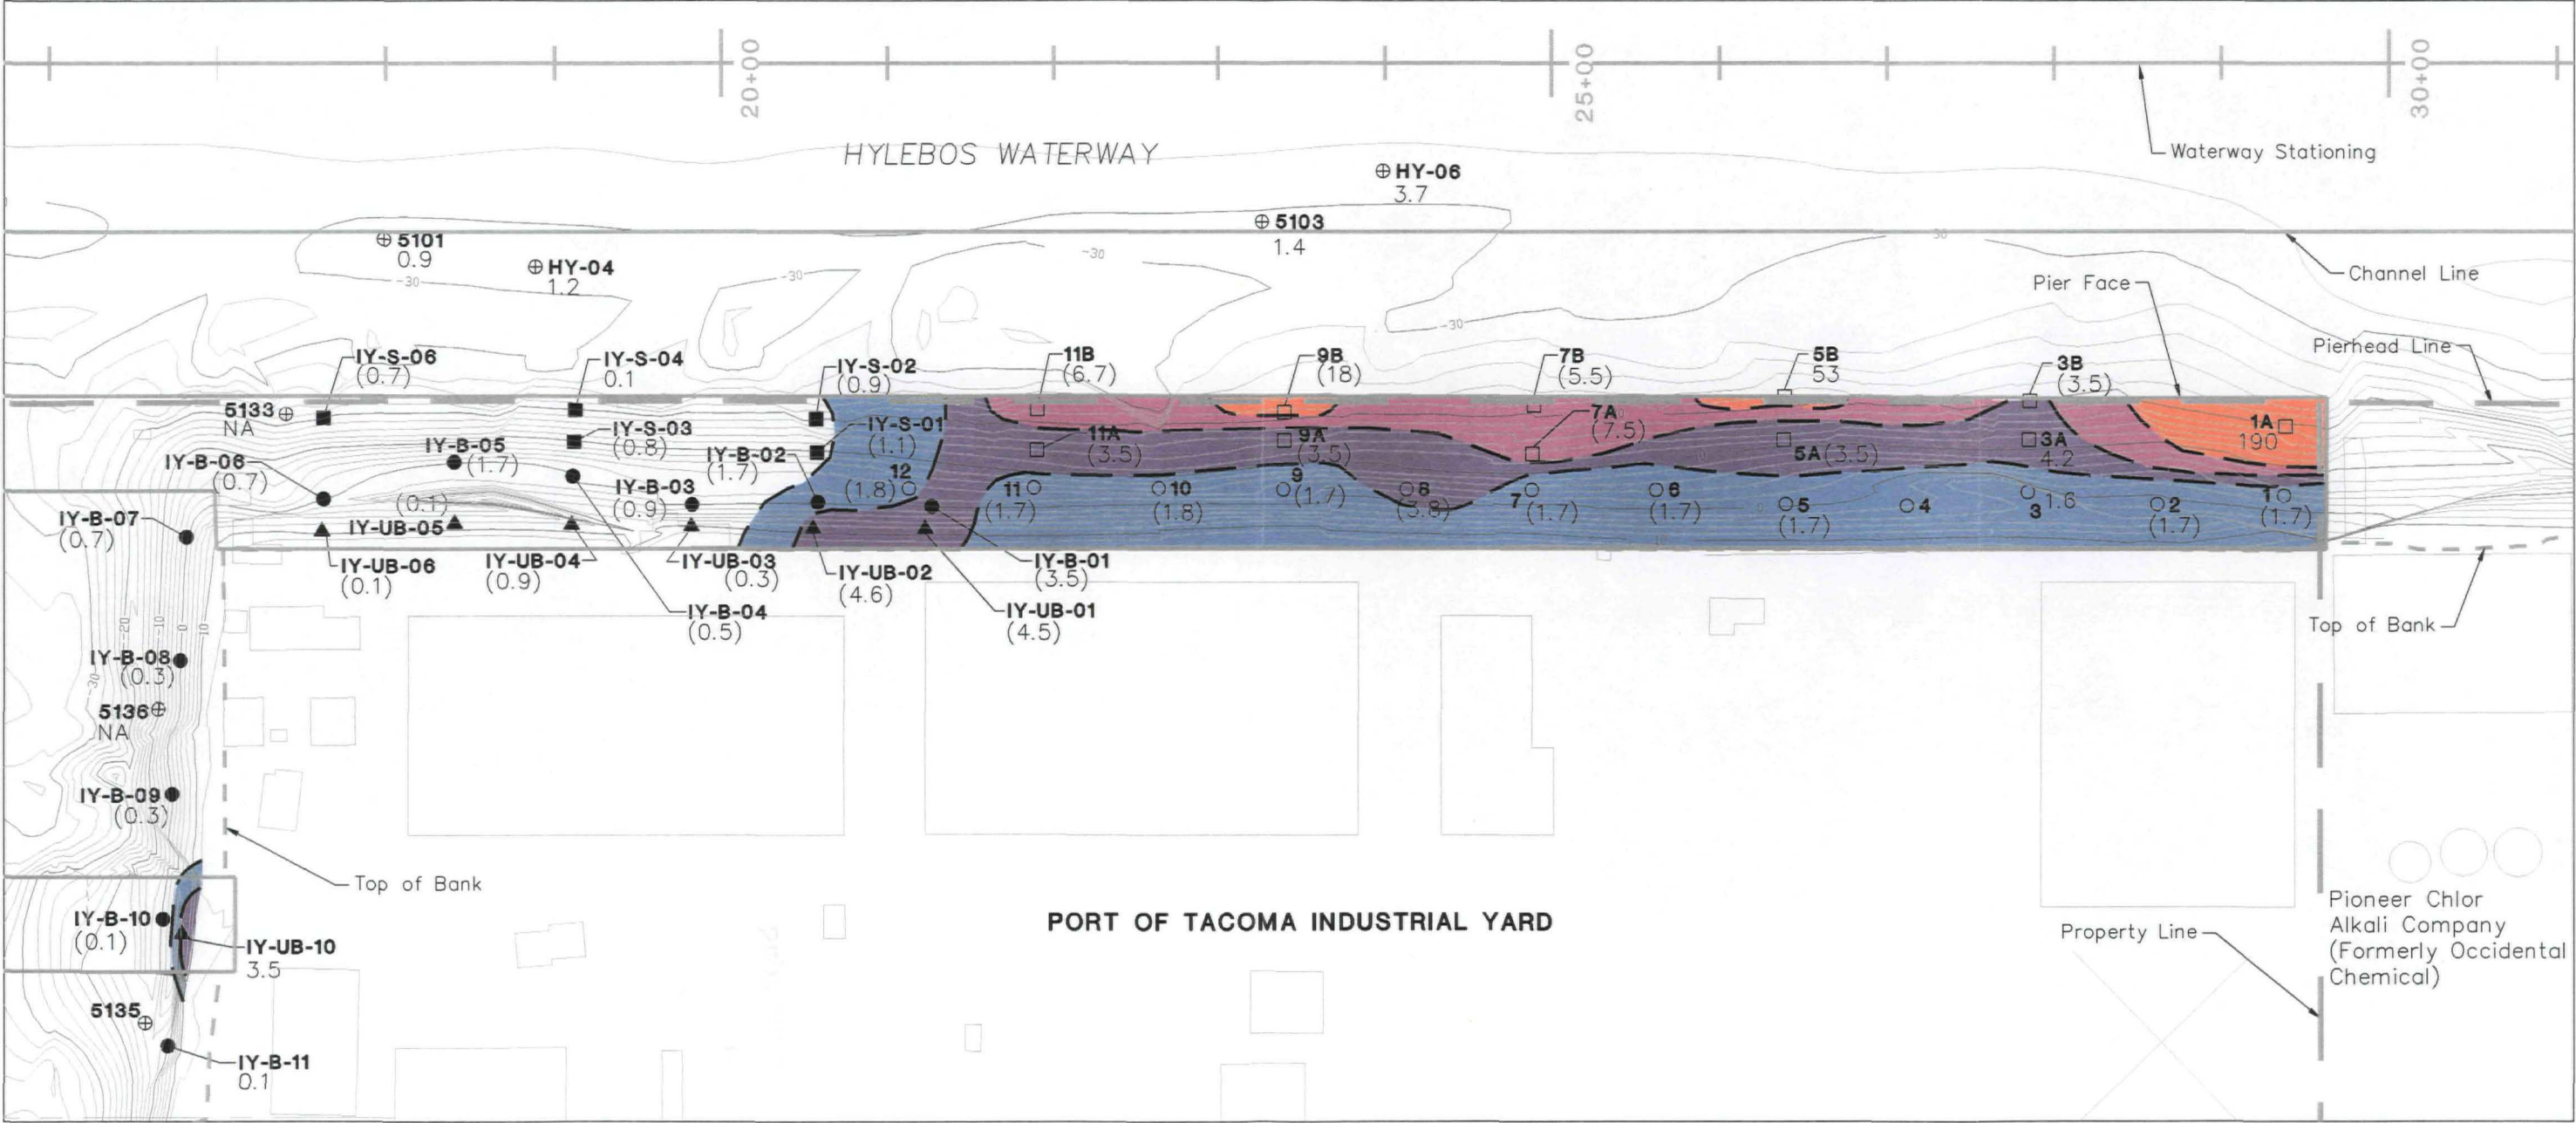 20+00
25+00
30+00
Waterway Stationing
HYLEBOS WATERWAY
HY-06
3.7
5103
1.4
5101
0.9
HY-04
1.2
-30
-30
-30
-30
30
Channel Line
Pier Face
Pierhead Line
IY-S-06
(0.7)
IY-S-04
0.1
IY-S-02
(0.9)
11B
(6.7)
9B
(18)
7B
(5.5)
5B
53
3B
(3.5)
5133
NA
IY-S-03
(0.8)
IY-S-01
(1.1)
11A
(3.5)
9A
(3.5)
7A
(7.5)
5A (3.5)
3A
4.2
1A
190
IY-B-05
(1.7)
IY-B-02
(1.7)
IY-B-06
(0.7)
IY-B-03
(0.9)
12
(1.8)
11
(1.7)
10
(1.8)
9
(1.7)
8
(3.8)
7
(1.7)
6
(1.7)
5
(1.7)
4
3
1.6
2
(1.7)
1
(1.7)
IY-B-07
(0.7)
(0.1)
IY-UB-05
IY-UB-06
(0.1)
IY-UB-04
(0.9)
IY-UB-03
(0.3)
IY-UB-02
(4.6)
IY-B-01
(3.5)
IY-B-04
(0.5)
IY-UB-01
(4.5)
Top of Bank
-30
-20
-10
0
10
IY-B-08
(0.3)
5136
NA
IY-B-09
(0.3)
Top of Bank
IY-B-10
(0.1)
IY-UB-10
3.5
5135
IY-B-11
0.1
PORT OF TACOMA INDUSTRIAL YARD
Property Line
Pioneer Chlor
Alkali Company
(Formerly Occidental
Chemical)